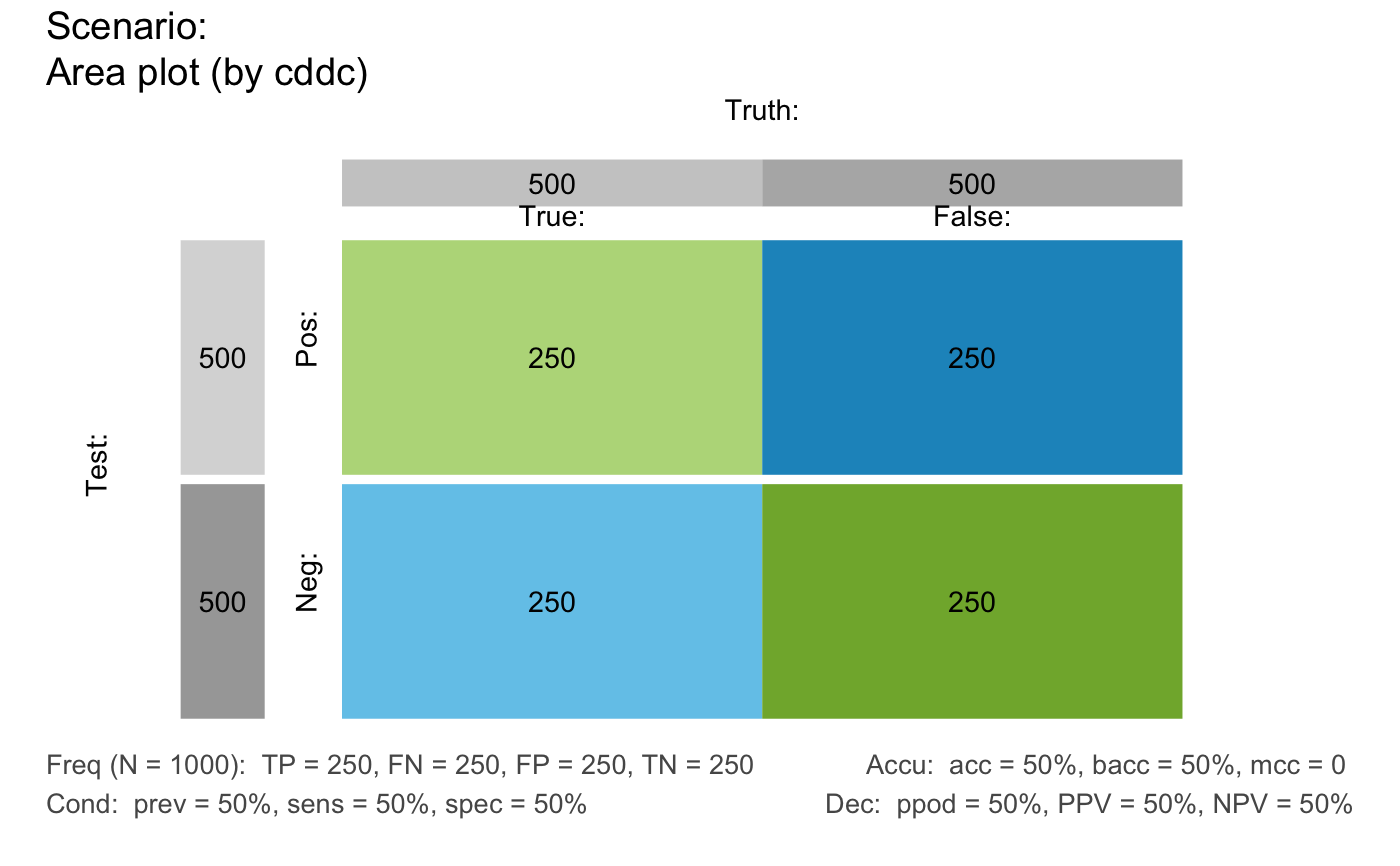 Scenario:
Area plot (by cddc)
Truth:
500 500
True: False:
Test:
500 Pos: 250 250
500 Neg: 250 250
Freq (N = 1000): TP = 250, FN = 250, FP = 250, TN = 250 Accu: acc = 50%, bacc = 50%, mcc = 0
Cond: prev = 50%, sens = 50%, spec = 50% Dec: ppod = 50%, PPV = 50%, NPV = 50%